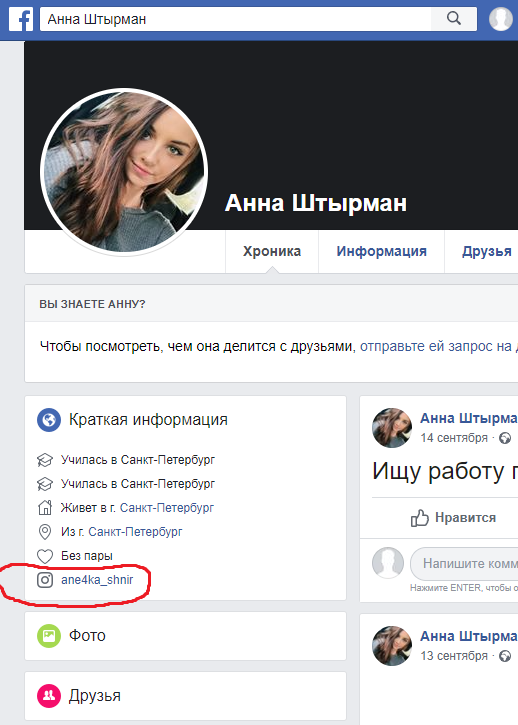 f Анна Штырман
Анна Штырман
Хроника Информация Друзья
ВЫ ЗНАЕТЕ АННУ?
Чтобы посмотреть, чем она делится с друзьями, отправьте ей запрос на д
Краткая информация
Училась в Санкт-Петербург
Училась в Санкт-Петербург
Живет в г. Санкт-Петербург
Из г. Санкт-Петербург
Без пары
ane4ka_shnir
Фото
Друзья
Анна Штырма
14 сентября ·
Ищу работу п
Нравится
Напишите комм
Нажмите ENTER, чтобы о
Анна Штырма
13 сентября ·